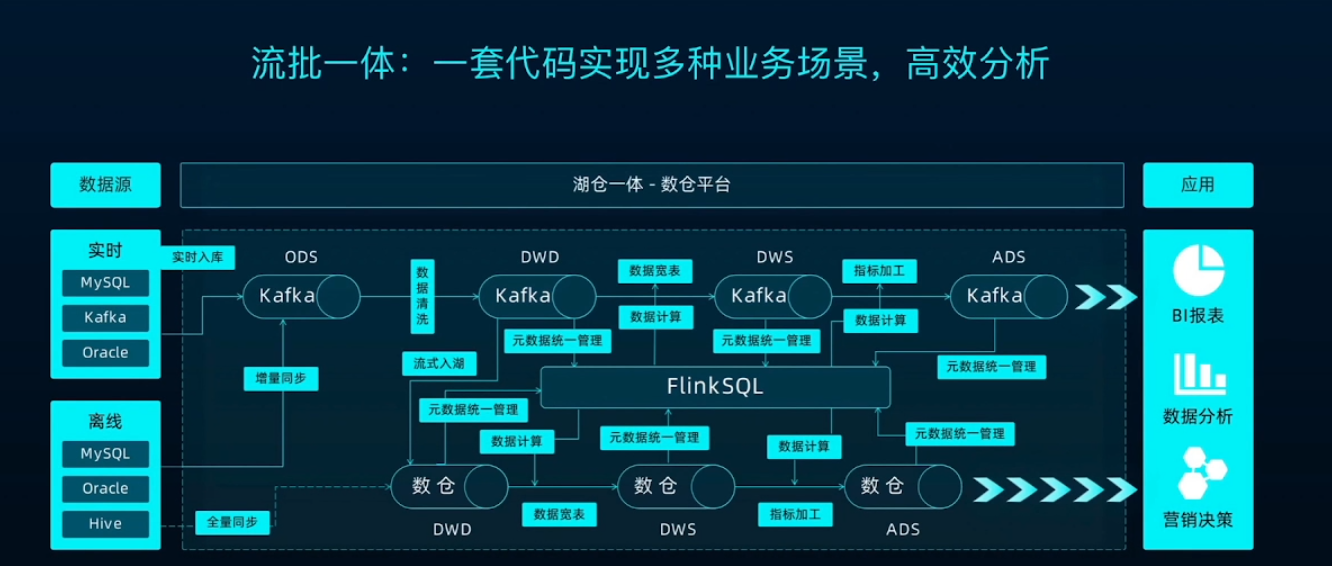 流批一体：一套代码实现多种业务场景，高效分析
数据源
湖仓一体 - 数仓平台
应用
实时
MySQL
Kafka
Oracle
实时入库
ODS
Kafka
数据清洗
DWD
Kafka
数据宽表
数据计算
DWS
Kafka
指标加工
数据计算
ADS
Kafka
元数据统一管理
元数据统一管理
元数据统一管理
增量同步
流式入湖
FlinkSQL
元数据统一管理
数据计算
元数据统一管理
数据计算
元数据统一管理
离线
MySQL
Oracle
Hive
全量同步
数仓
DWD
数据宽表
数仓
DWS
指标加工
数仓
ADS
BI报表
数据分析
营销决策